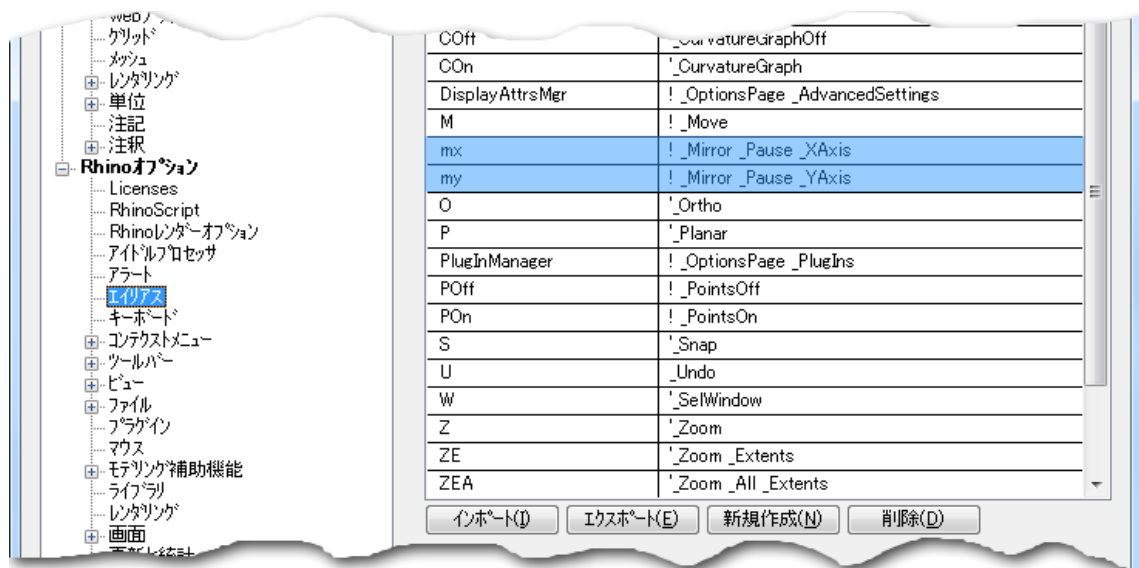 グリッド
メッシュ
レンダリング
単位
注記
注釈
Rhinoオプション
Licenses
RhinoScript
Rhinoレンダーオプション
アイドルプロセッサ
アラート
エイリアス
キーボード
コンテクストメニュー
ツールバー
ビュー
ファイル
プラグイン
マウス
モデリング補助機能
ライブラリ
レンダリング
画面
COff '_CurvatureGraphOff
COn '_CurvatureGraph
DisplayAttrsMgr ! _OptionsPage _AdvancedSettings
M ! _Move
mx ! _Mirror _Pause _XAxis
my ! _Mirror _Pause _YAxis
O '_Ortho
P '_Planar
PlugInManager ! _OptionsPage _PlugIns
POff ! _PointsOff
POn ! _PointsOn
S '_Snap
U _Undo
W '_SelWindow
Z '_Zoom
ZE '_Zoom _Extents
ZEA '_Zoom _All _Extents
インポート(I) エクスポート(E) 新規作成(N) 削除(D)